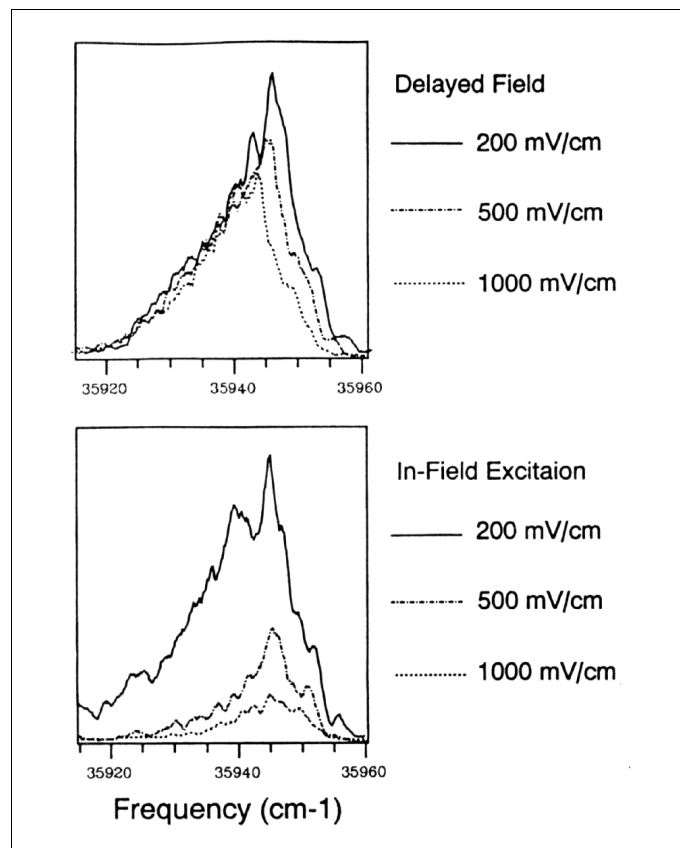 Delayed Field
200 mV/cm
500 mV/cm
1000 mV/cm
35920 35940 35960
In-Field Excitaion
200 mV/cm
500 mV/cm
1000 mV/cm
35920 35940 35960
Frequency (cm-1)